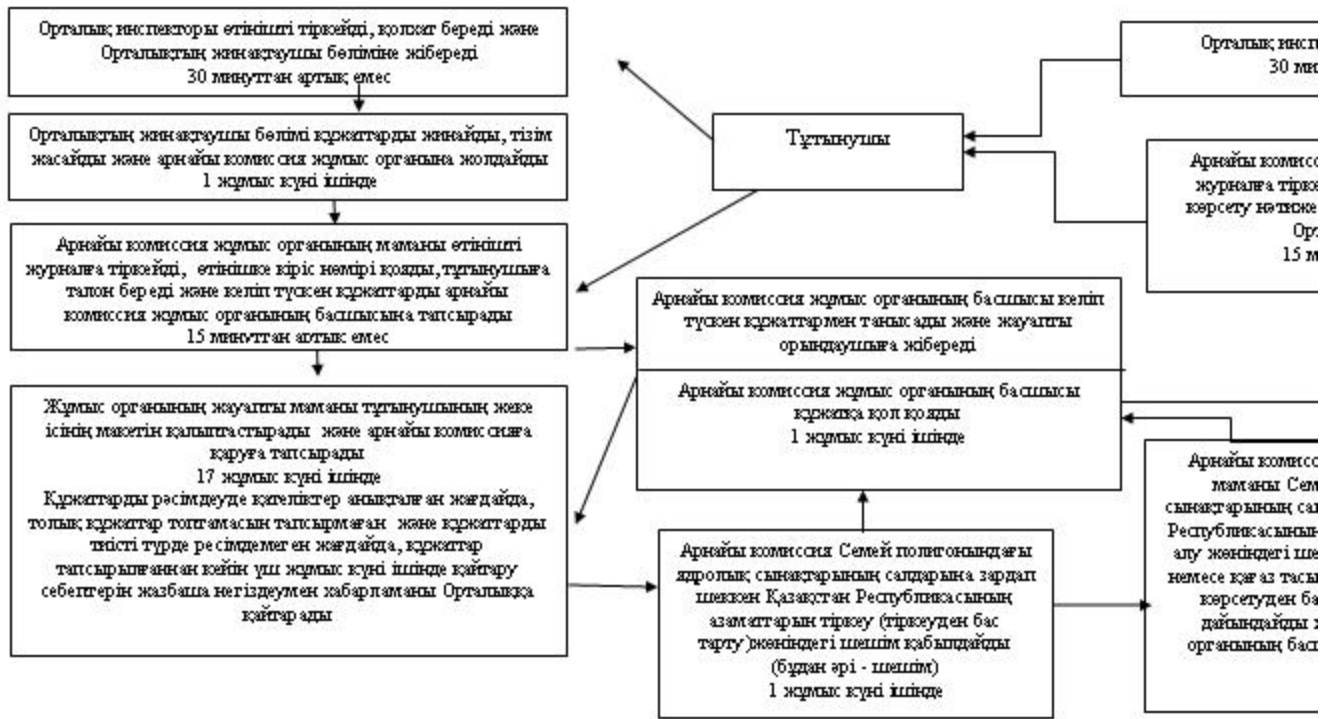 Орталық инспекторы өтінішті тіркейді, қолхат береді және
Орталықтың жинақтаушы бөліміне жібереді
30 минуттан артық емес
Орталықтың жинақтаушы бөлімі құжаттарды жинайды, тізім
жасайды және арнайы комиссия жұмыс органына жолдайды
1 жұмыс күні ішінде
Арнайы комиссия жұмыс органының маманы өтінішті
журналға тіркейді, өтінішке кіріс нөмірі қояды, тұтынушыға
талон береді және келіп түскен құжаттарды арнайы
комиссия жұмыс органының басшысына тапсырады
15 минуттан артық емес
Жұмыс органының жауапты маманы тұтынушының жеке
ісінің макетін қалыптастырады және арнайы комиссияға
қаруға тапсырады
17 жұмыс күні ішінде
Құжаттарды рәсімдеуде қателіктер анықталған жағдайда,
толық құжаттар топтамасын тапсырмаған және құжаттарды
тиісті түрде ресімдемеген жағдайда, құжаттар
тапсырылғаннан кейін үш жұмыс күні ішінде қайтару
себептерін жазбаша негіздеумен хабарламаны Орталыққа
қайтарады
Тұтынушы
Арнайы комиссия жұмыс органының басшысы келіп
түскен құжаттармен танысады және жауапты
орындаушыға жібереді
Арнайы комиссия жұмыс органының басшысы
құжатқа қол қояды
1 жұмыс күні ішінде
Арнайы комиссия Семей полигонындағы
ядролық сынақтарының салдарына зардап
шеккен Қазақстан Республикасының
азаматтарын тіркеу (тіркеуден бас
тарту)жөніндегі шешім қабылдайды
(бұдан әрі - шешім)
1 жұмыс күні ішінде
Орталық инсп
30 ми
Арнайы комисс
журналға тірке
көрсету нәтиже
Орт
15 м
Арнайы комисс
маманы Сем
сынақтарының сал
Республикасының
алу жөніндегі ше
немесе қағаз тасы
көрсетуден ба
дайындайды ж
органының басш